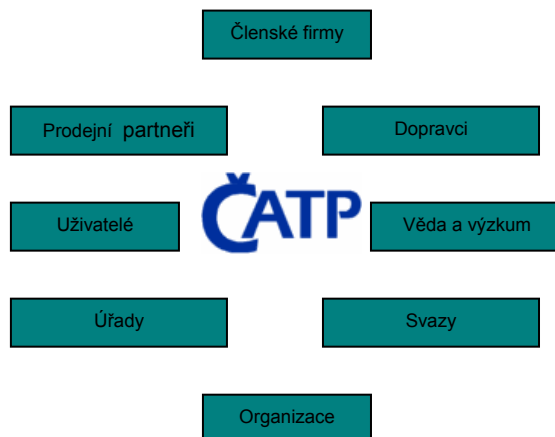 Členské firmy
Prodejní partneři
Dopravci
Uživatelé
ČATP
Věda a výzkum
Úřady
Svazy
Organizace